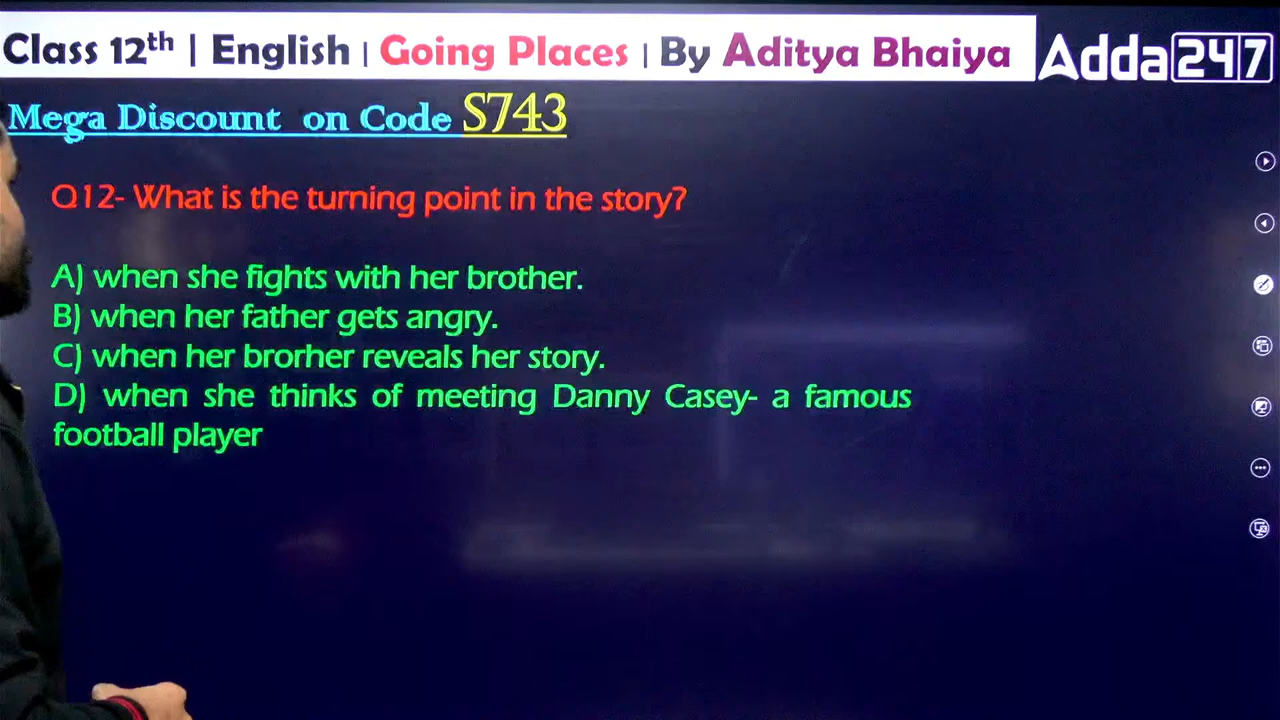 Class 12th | English | Going Places | By Aditya Bhaiya
Adda247
Mega Discount on Code S743
Q12- What is the turning point in the story?
A) when she fights with her brother.
B) when her father gets angry.
C) when her brorher reveals her story.
D) when she thinks of meeting Danny Casey- a famous
football player